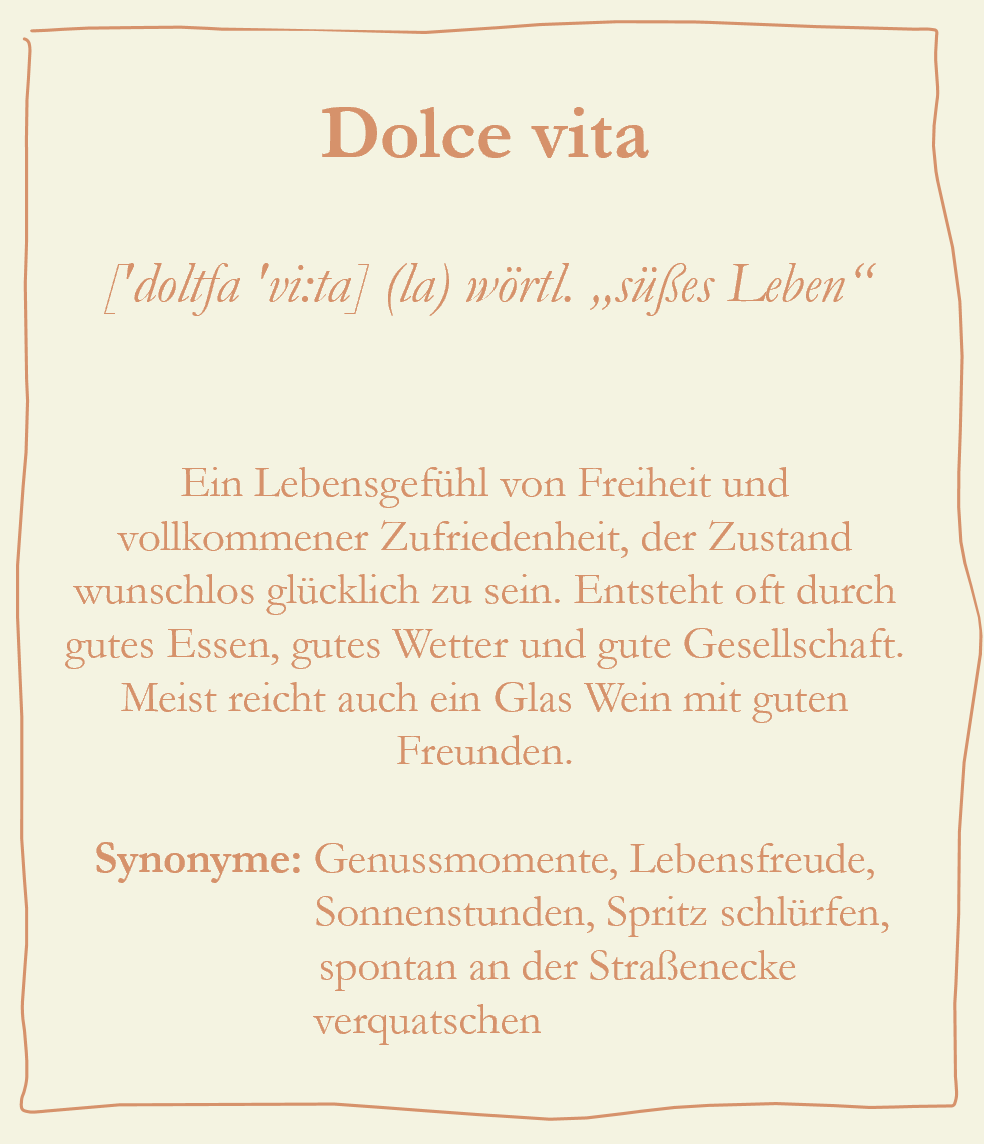 Dolce vita
['doltfa 'vi:ta] (la) wörtl. „süßes Leben“
Ein Lebensgefühl von Freiheit und
vollkommener Zufriedenheit, der Zustand
wunschlos glücklich zu sein. Entsteht oft durch
gutes Essen, gutes Wetter und gute Gesellschaft.
Meist reicht auch ein Glas Wein mit guten
Freunden.
Synonyme: Genussmomente, Lebensfreude,
Sonnenstunden, Spritz schlürfen,
spontan an der Straßenecke
verquatschen